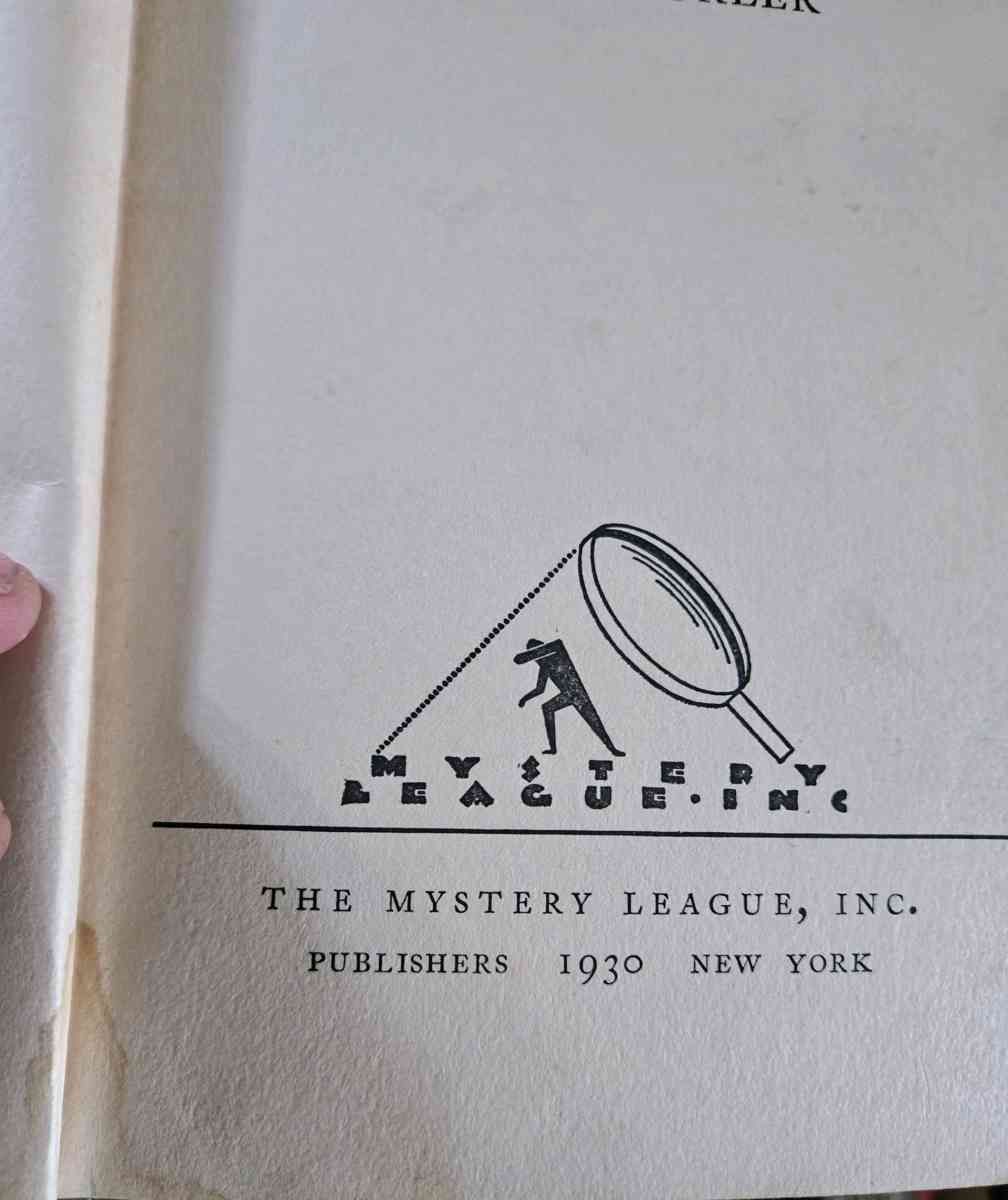 MYSTERY
LEAGUE·INC
THE MYSTERY LEAGUE, INC.
PUBLISHERS 1930 NEW YORK